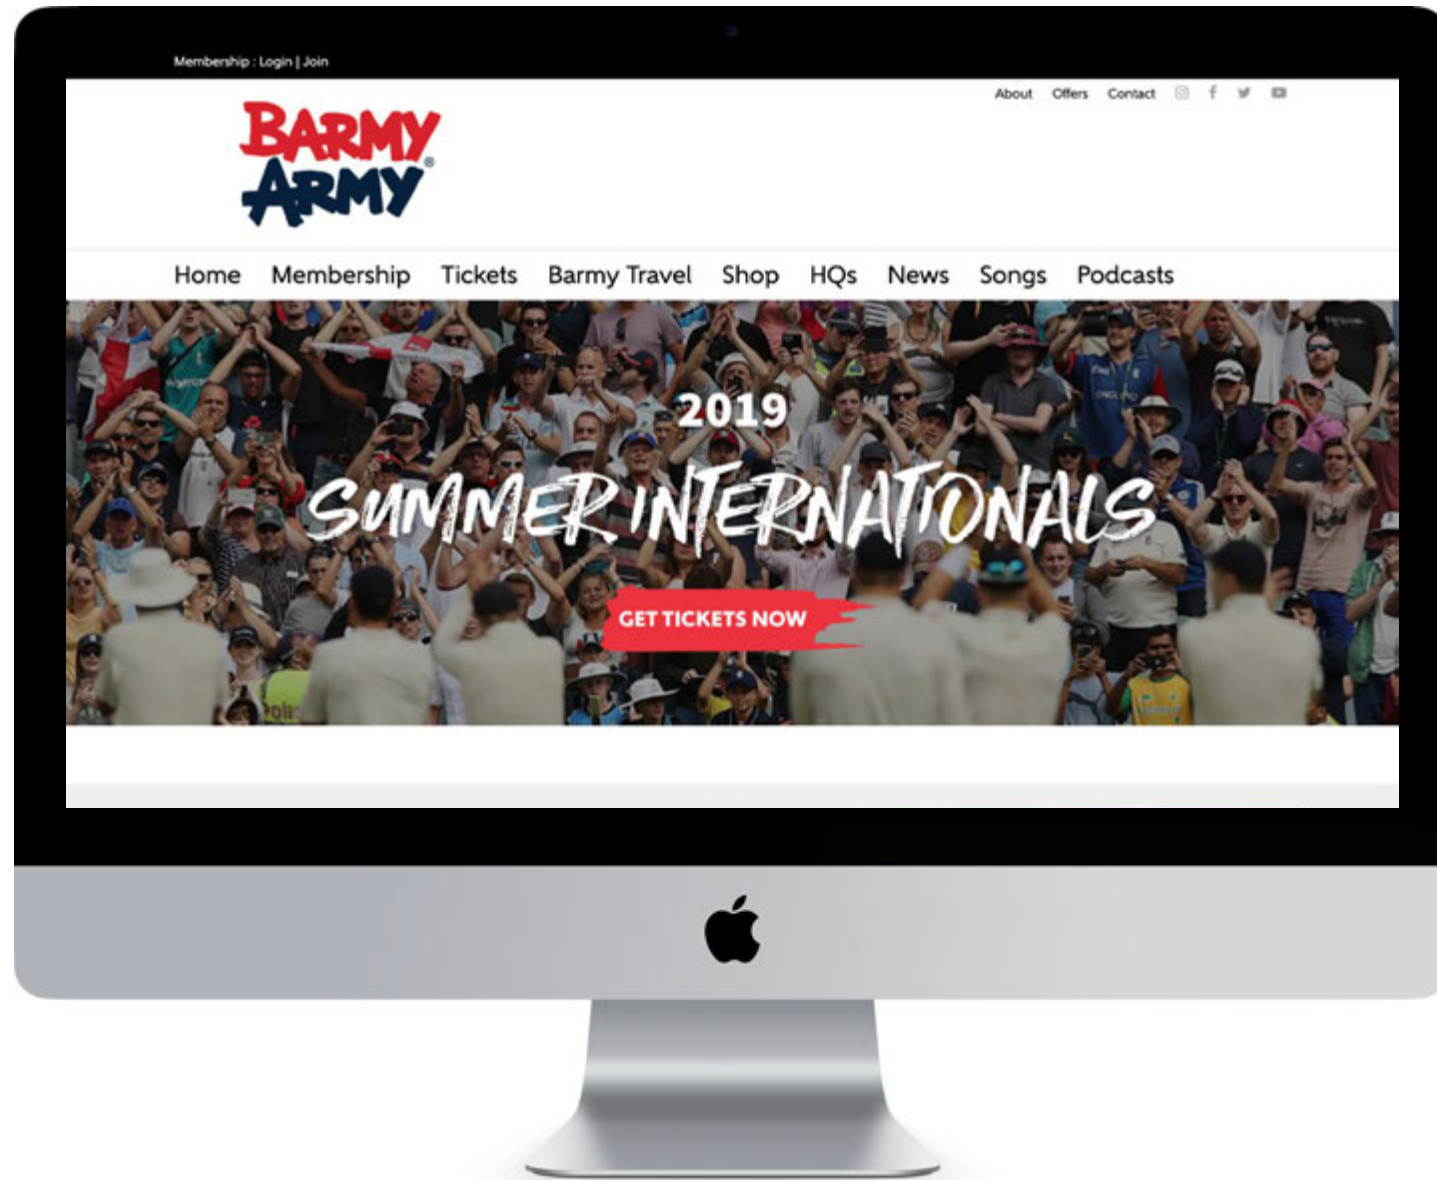 Membership : Login | Join
About Offers Contact
BARMY
ARMY®
Home Membership Tickets Barmy Travel Shop HQs News Songs Podcasts
2019
SUMMER INTERNATIONALS
GET TICKETS NOW